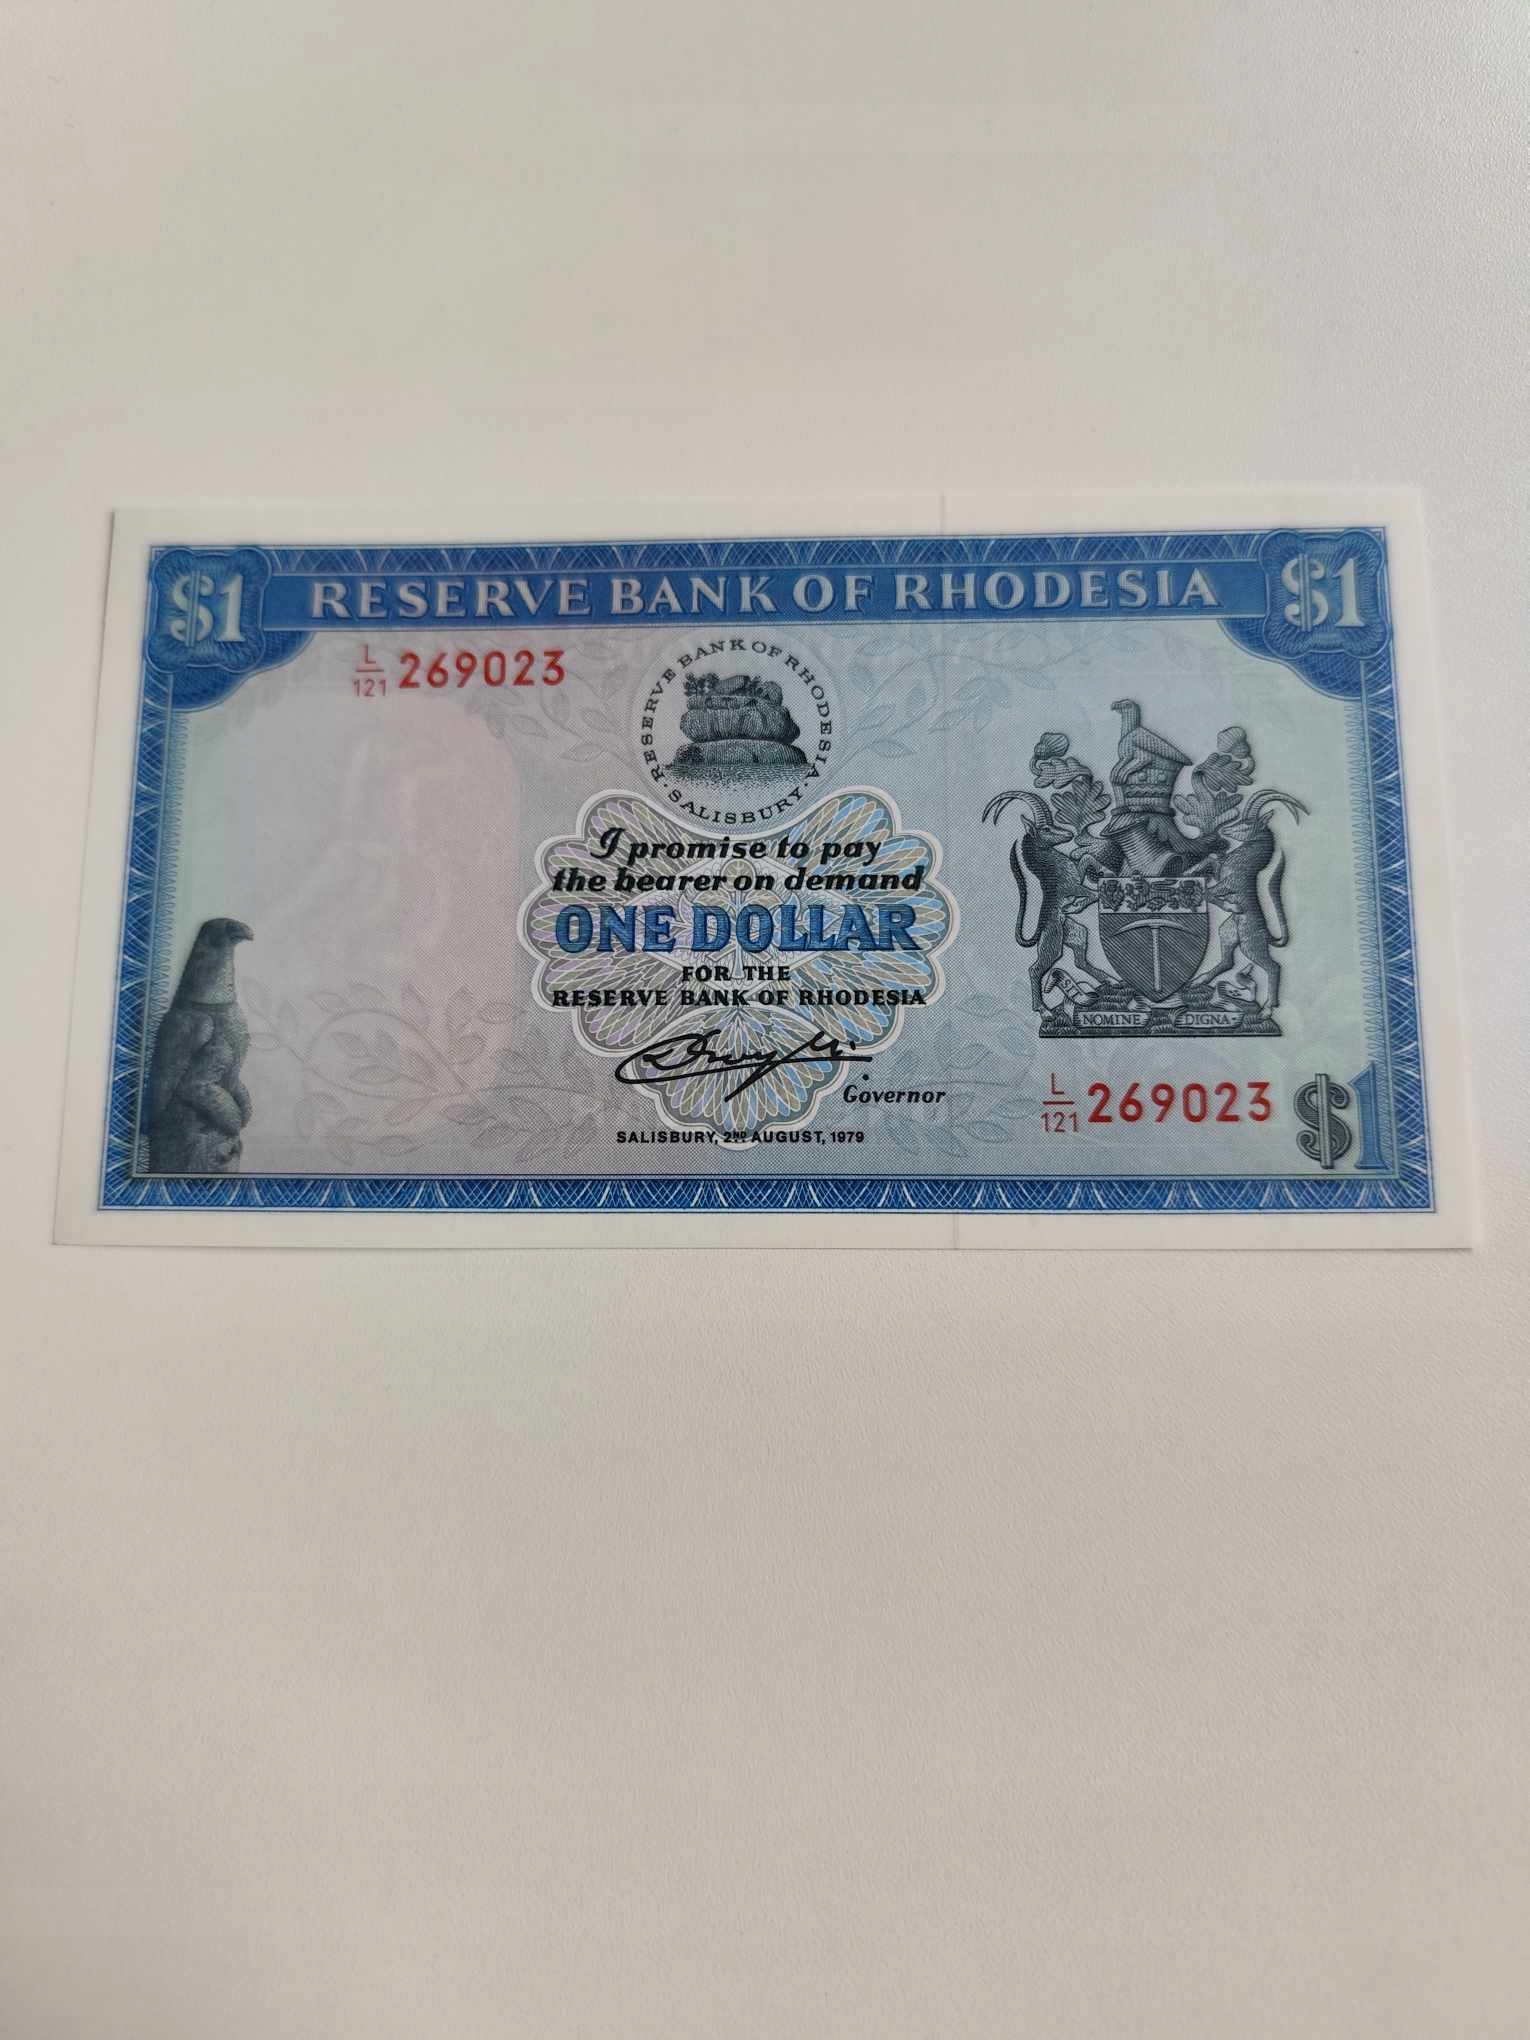 $1 RESERVE BANK OF RHODESIA $1
L/121 269023
RESERVE BANK OF RHODESIA
· SALISBURY ·
I promise to pay
the bearer on demand
ONE DOLLAR
FOR THE
RESERVE BANK OF RHODESIA
Governor
SALISBURY, 2ND AUGUST, 1979
SIT NOMINE DIGNA
L/121 269023 $1